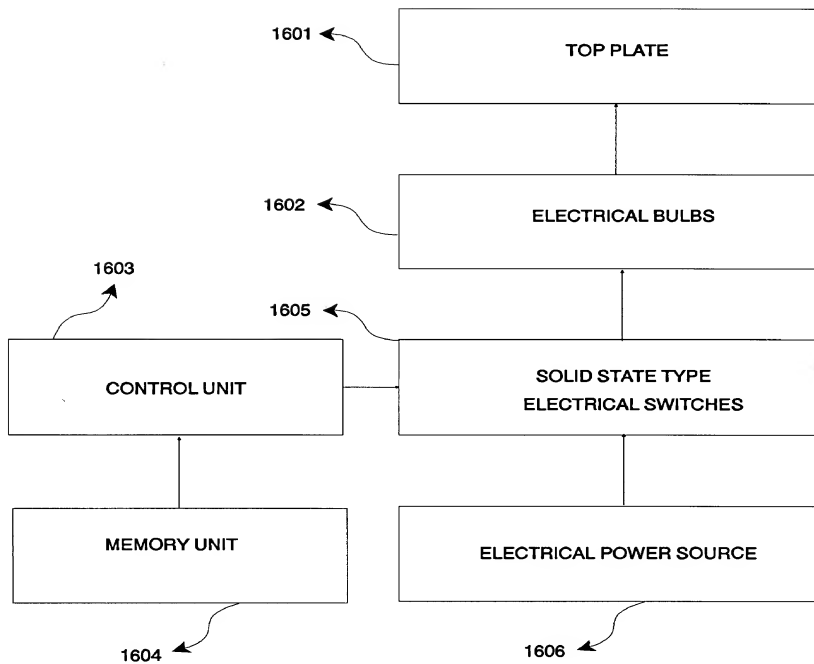 1601
TOP PLATE
1602
ELECTRICAL BULBS
1603
1605
CONTROL UNIT
SOLID STATE TYPE
ELECTRICAL SWITCHES
MEMORY UNIT
ELECTRICAL POWER SOURCE
1604
1606